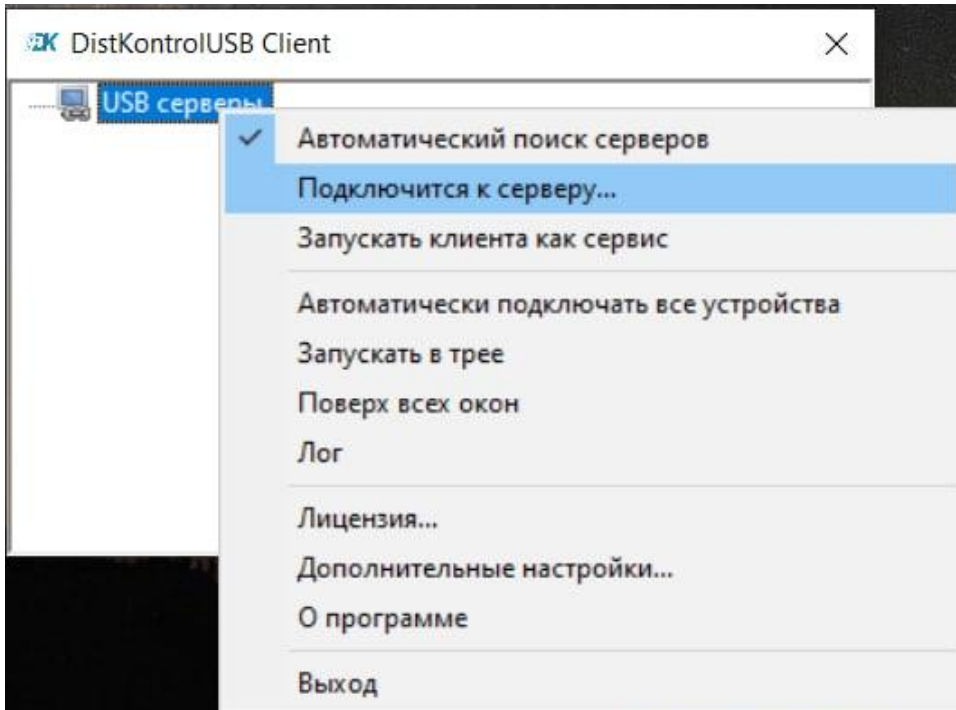 DistKontrolUSB Client
USB серверы
Автоматический поиск серверов
Подключится к серверу...
Запускать клиента как сервис
Автоматически подключать все устройства
Запускать в трее
Поверх всех окон
Лог
Лицензия...
Дополнительные настройки...
О программе
Выход